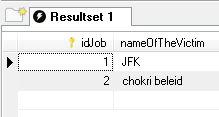 Resultset 1
idJob nameOfTheVictim
1 JFK
2 chokri beleid